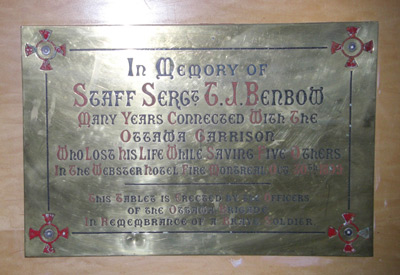 In Memory of
Staff Sergt. T.J. Benbow
Many Years Connected With the
Ottawa Garrison
Who Lost his Life While Saving Five Others
In the Webster Hotel Fire Montreal
This Tablet is Erected by
of the Ottawa
In Remembrance of a Brave Soldier